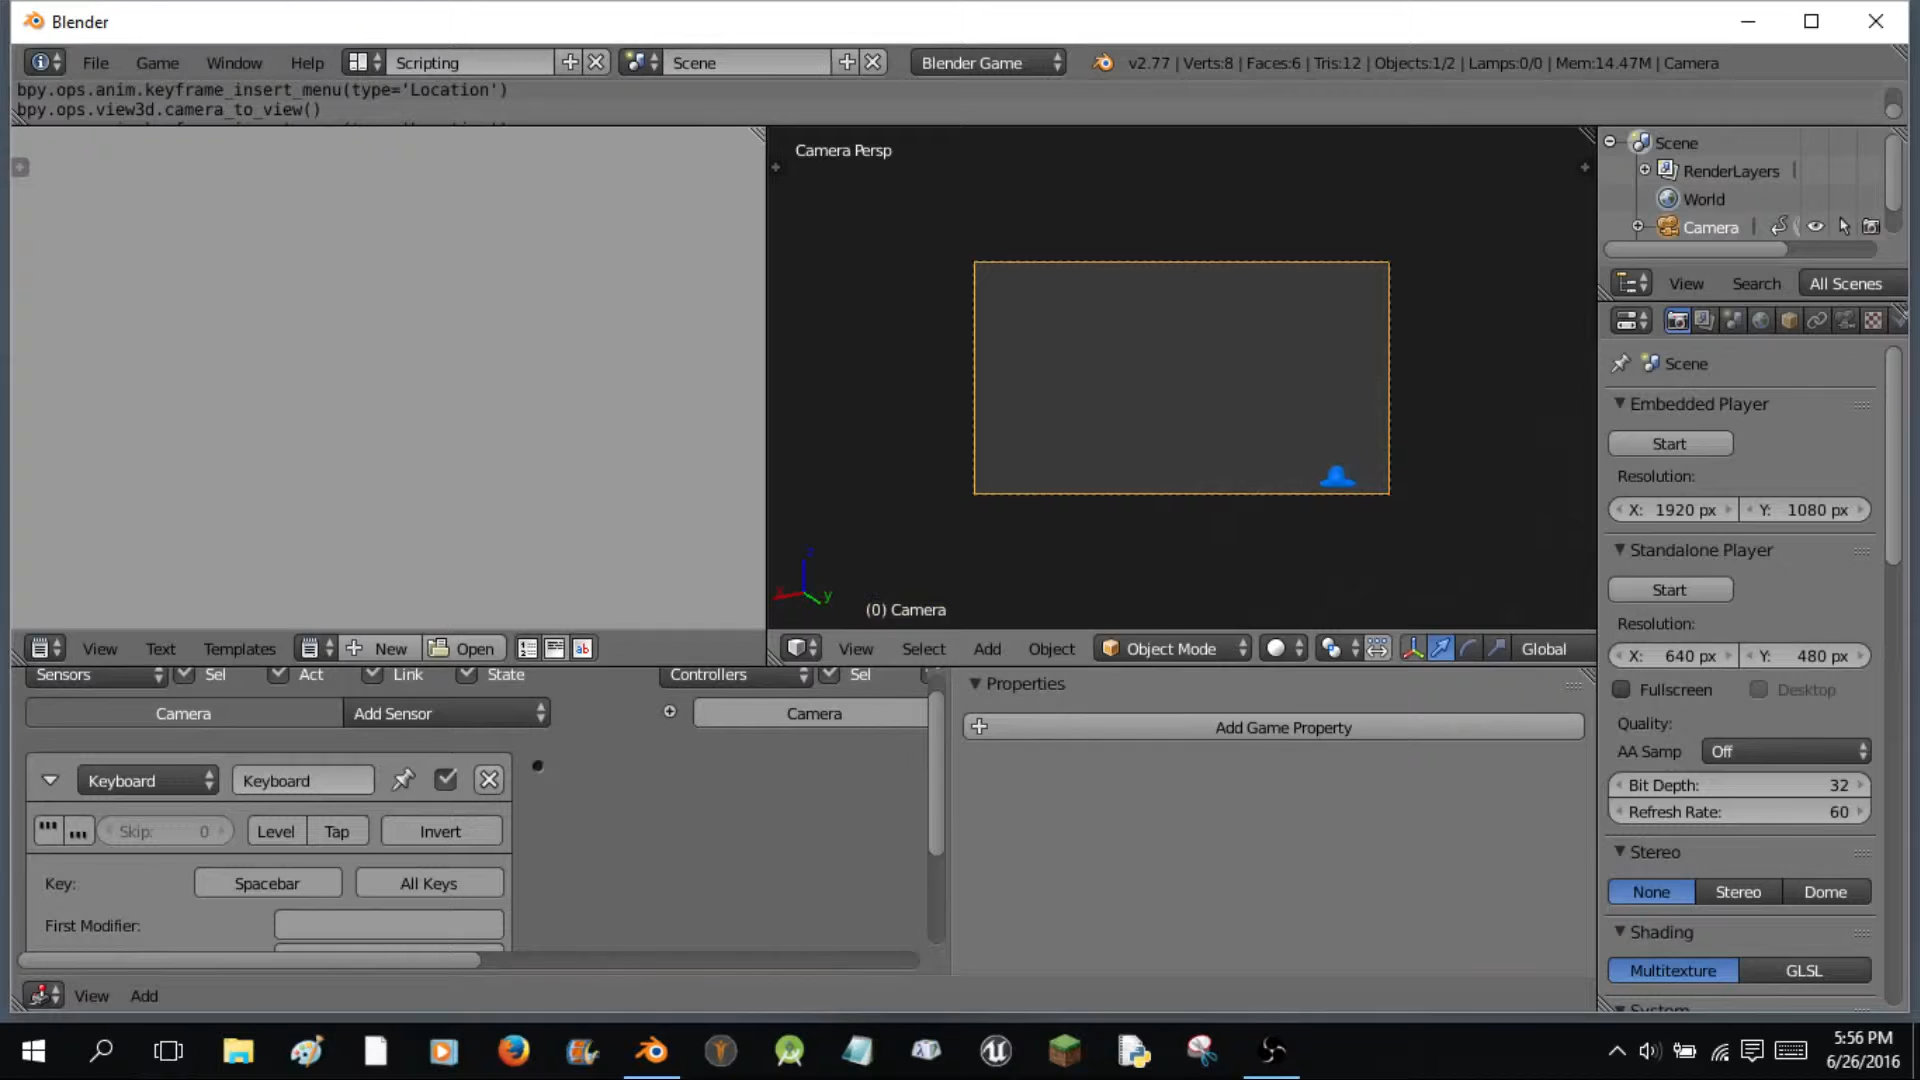 Blender
File Game Window Help Scripting Scene Blender Game v2.77 | Verts:8 | Faces:6 | Tris:12 | Objects:1/2 | Lamps:0/0 | Mem:14.47M | Camera
bpy.ops.anim.keyframe_insert_menu(type='Location')
bpy.ops.view3d.camera_to_view()
Camera Persp
z
x
y
(0) Camera
Scene
RenderLayers
World
Camera
View Search All Scenes
Scene
Embedded Player
Start
Resolution:
X: 1920 px Y: 1080 px
Standalone Player
Start
Resolution:
X: 640 px Y: 480 px
Fullscreen Desktop
Quality:
AA Samp Off
Bit Depth: 32
Refresh Rate: 60
Stereo
None Stereo Dome
Shading
Multitexture GLSL
System
View Text Templates New Open ab
View Select Add Object Object Mode Global
Sensors Sel Act Link State Controllers Sel
Camera Add Sensor Camera
Keyboard Keyboard
Skip: 0 Level Tap Invert
Key: Spacebar All Keys
First Modifier:
Properties
Add Game Property
View Add
5:56 PM
6/26/2016